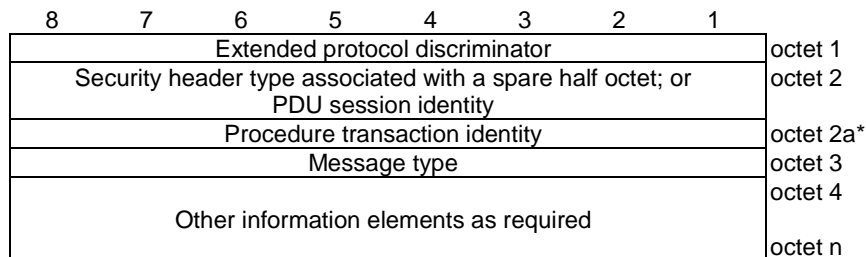 8 7 6 5 4 3 2 1
Extended protocol discriminator octet 1
Security header type associated with a spare half octet; or octet 2
PDU session identity
Procedure transaction identity octet 2a*
Message type octet 3
octet 4
Other information elements as required
octet n